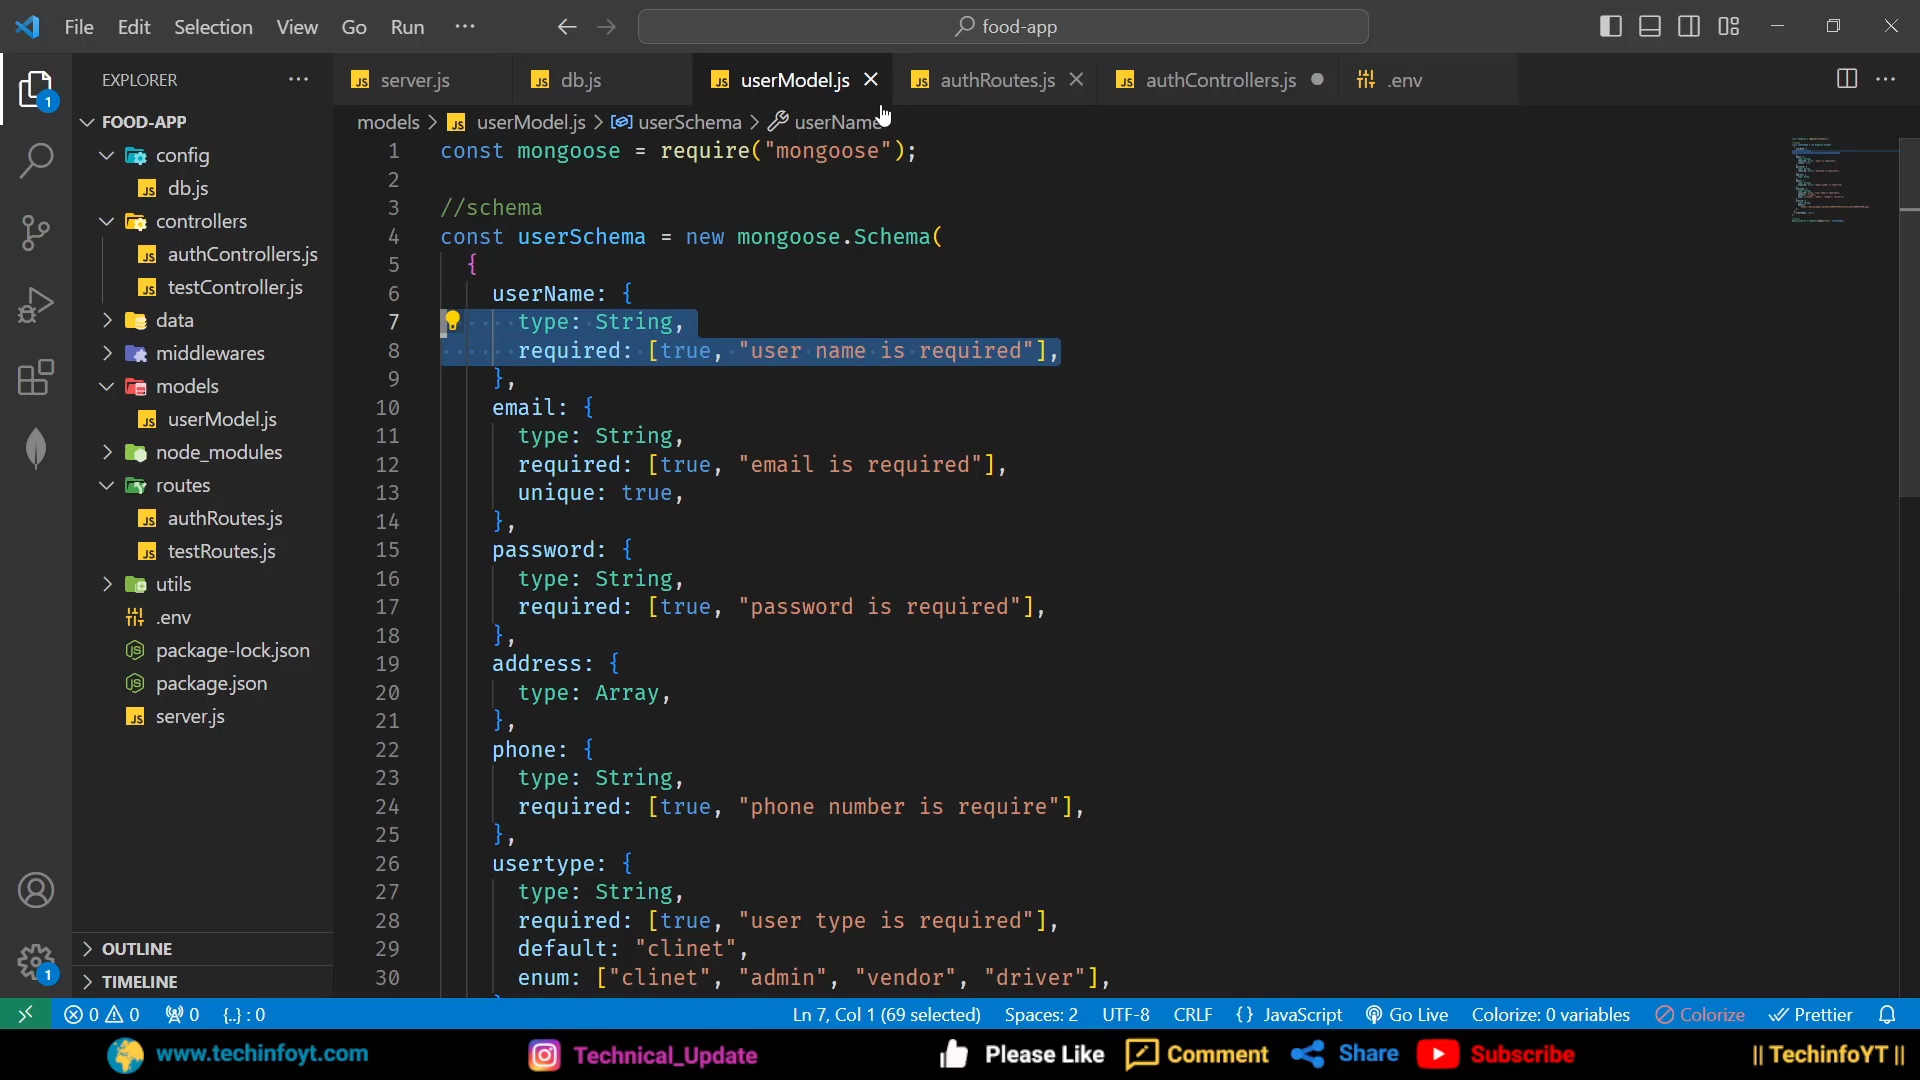 File Edit Selection View Go Run ···
food-app
EXPLORER ···
server.js db.js userModel.js authRoutes.js authControllers.js .env
models > userModel.js > userSchema > userName
FOOD-APP
config
db.js
controllers
authControllers.js
testController.js
data
middlewares
models
userModel.js
node_modules
routes
authRoutes.js
testRoutes.js
utils
.env
package-lock.json
package.json
server.js
OUTLINE
TIMELINE
1
1
1 const mongoose = require("mongoose");
2
3 //schema
4 const userSchema = new mongoose.Schema(
5 {
6 userName: {
7 type: String,
8 required: [true, "user name is required"],
9 },
10 email: {
11 type: String,
12 required: [true, "email is required"],
13 unique: true,
14 },
15 password: {
16 type: String,
17 required: [true, "password is required"],
18 },
19 address: {
20 type: Array,
21 },
22 phone: {
23 type: String,
24 required: [true, "phone number is require"],
25 },
26 usertype: {
27 type: String,
28 required: [true, "user type is required"],
29 default: "clinet",
30 enum: ["clinet", "admin", "vendor", "driver"],
0 0 0 {..} : 0 Ln 7, Col 1 (69 selected) Spaces: 2 UTF-8 CRLF {} JavaScript Go Live Colorize: 0 variables Colorize Prettier
www.techinfoyt.com Technical_Update Please Like Comment Share Subscribe || TechinfoYT ||